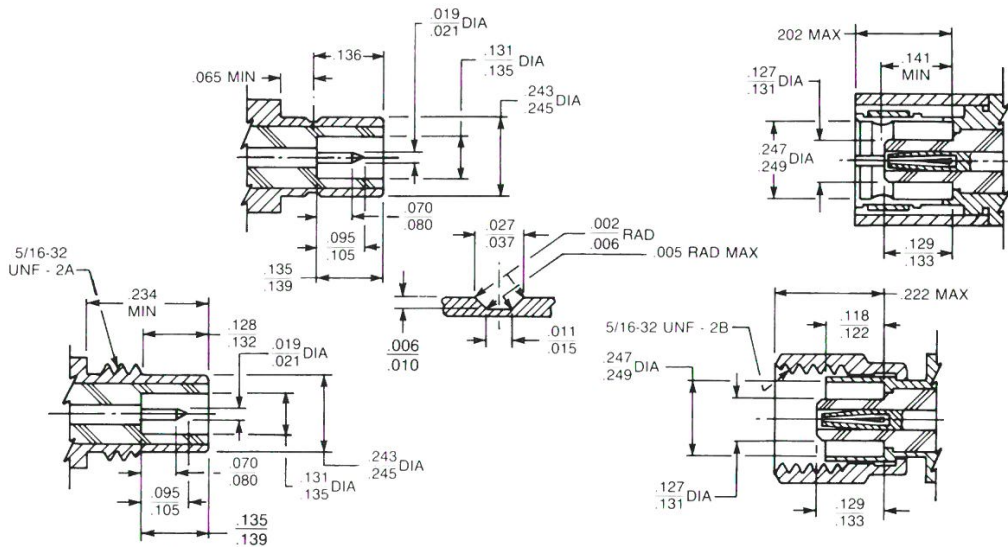 .019
.021 DIA
.136
.131
.135 DIA
.065 MIN
.243
.245 DIA
.070
.080
.095
.105
.135
.139
202 MAX
.141
MIN
.127
.131 DIA
.247
.249 DIA
.129
.133
.027
.037
.002
.006 RAD
.005 RAD MAX
.006
.010
.011
.015
5/16-32
UNF - 2A
.234
MIN
.128
.132
.019
.021 DIA
.070
.080
.095
.105
.131
.135 DIA
.243
.245 DIA
.135
.139
.222 MAX
5/16-32 UNF - 2B
.118
.122
.247
.249 DIA
.127
.131 DIA
.129
.133